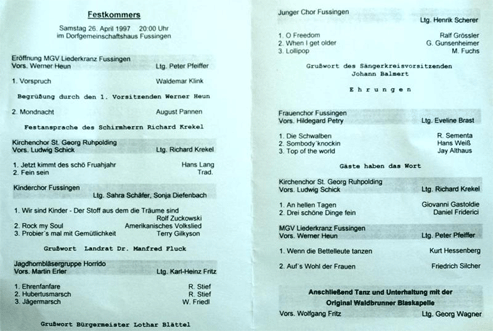 Festkommers
Samstag 26. April 1997 20:00 Uhr
im Dorfgemeinschaftshaus Fussingen
Eröffnung MGV Liederkranz Fussingen
Vors. Werner Heun Ltg. Peter Pfeiffer
1. Vorspruch Waldemar Klink
Begrüßung durch den 1. Vorsitzenden Werner Heun
2. Mondnacht August Pannen
Festansprache des Schirmherrn Richard Krekel
Kirchenchor St. Georg Ruhpolding
Vors. Ludwig Schick Ltg. Richard Krekel
1. Jetzt kimmt des schö Fruahjahr Hans Lang
2. Fein sein Trad.
Kinderchor Fussingen
Ltg. Sahra Schäfer, Sonja Diefenbach
1. Wir sind Kinder - Der Stoff aus dem die Träume sind
Rolf Zuckowski
2. Rock my Soul Amerikanisches Volkslied
3. Probier´s mal mit Gemütlichkeit Terry Gilkyson
Grußwort Landrat Dr. Manfred Fluck
Jagdhornbläsergruppe Horrido
Vors. Martin Erler Ltg. Karl-Heinz Fritz
1. Ehrenfanfare R. Stief
2. Hubertusmarsch R. Stief
3. Jägermarsch W. Friedl
Grußwort Bürgermeister Lothar Blättel
Junger Chor Fussingen
Ltg. Henrik Scherer
1. O Freedom Ralf Grössler
2. When I get older G. Gunsenheimer
3. Lollipop M. Fuchs
Grußwort des Sängerkreisvorsitzenden
Johann Balmert
E h r u n g e n
Frauenchor Fussingen
Vors. Hildegard Petry Ltg. Eveline Brast
1. Die Schwalben R. Sementa
2. Sombody´knockin Hans Weiß
3. Top of the world Jay Althaus
Gäste haben das Wort
Kirchenchor St. Georg Ruhpolding
Vors. Ludwig Schick Ltg. Richard Krekel
1. An hellen Tagen Giovanni Gastoldie
2. Drei schöne Dinge fein Daniel Friderici
MGV Liederkranz Fussingen
Vors. Werner Heun Ltg. Peter Pfeiffer
1. Wenn die Bettelleute tanzen Kurt Hessenberg
2. Auf´s Wohl der Frauen Friedrich Silcher
Anschließend Tanz und Unterhaltung mit der
Original Waldbrunner Blaskapelle
Vors. Wolfgang Fritz Ltg. Georg Wagner